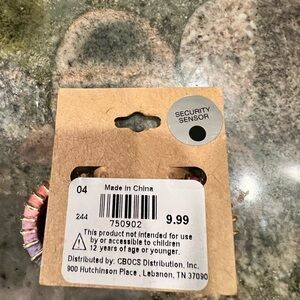 SECURITY
SENSOR
04
Made in China
244
750902
9.99
This product not intended for use
by or accessible to children
12 years of age or younger.
Distributed by: CBOCS Distribution, Inc.
900 Hutchinson Place, Lebanon, TN 37090